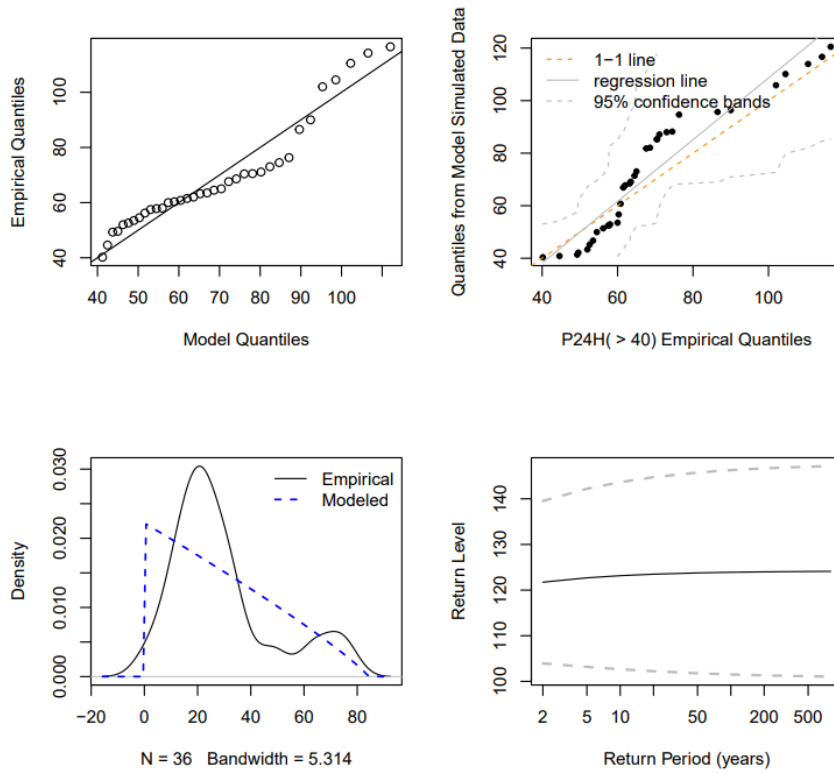 Empirical Quantiles
40 60 80 100
40 50 60 70 80 90 100
Model Quantiles
Quantiles from Model Simulated Data
40 60 80 100 120
1−1 line
regression line
95% confidence bands
40 60 80 100
P24H( > 40) Empirical Quantiles
Density
0.000 0.010 0.020 0.030
Empirical
Modeled
−20 0 20 40 60 80
N = 36 Bandwidth = 5.314
Return Level
100 110 120 130 140
2 5 10 50 200 500
Return Period (years)